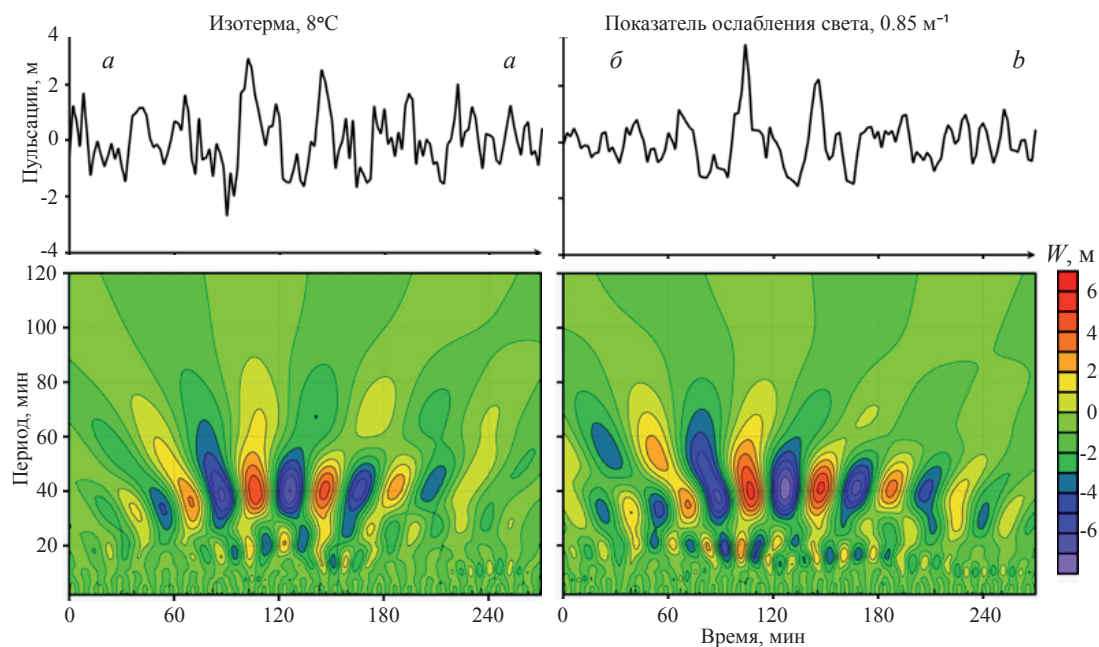 Изотерма, 8°C
Показатель ослабления света, 0.85 м⁻¹
Пульсации, м
4
2
0
2
-4
а
a
б
b
W, м
6
4
2
0
-2
-4
-6
Период, мин
120
100
80
60
40
20
0 60 120 180 240
0 60 120 180 240
Время, мин